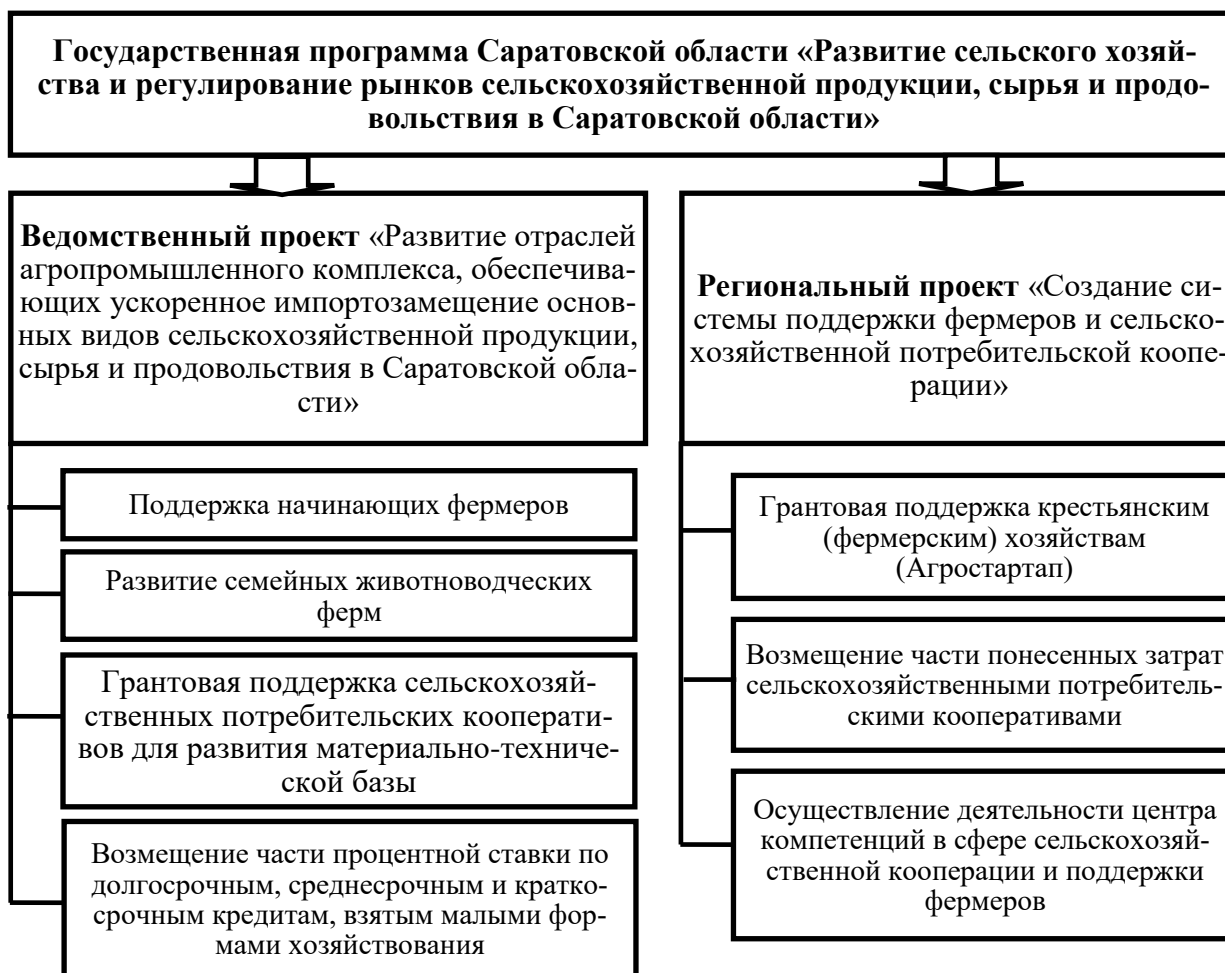 Государственная программа Саратовской области «Развитие сельского хозяй-
ства и регулирование рынков сельскохозяйственной продукции, сырья и продо-
вольствия в Саратовской области»
Ведомственный проект «Развитие отраслей
агропромышленного комплекса, обеспечива-
ющих ускоренное импортозамещение основ-
ных видов сельскохозяйственной продукции,
сырья и продовольствия в Саратовской обла-
сти»
Поддержка начинающих фермеров
Развитие семейных животноводческих
ферм
Грантовая поддержка сельскохозяй-
ственных потребительских кооперати-
вов для развития материально-техниче-
ской базы
Возмещение части процентной ставки по
долгосрочным, среднесрочным и кратко-
срочным кредитам, взятым малыми фор-
мами хозяйствования
Региональный проект «Создание си-
стемы поддержки фермеров и сельско-
хозяйственной потребительской коопе-
рации»
Грантовая поддержка крестьянским
(фермерским) хозяйствам
(Агростартап)
Возмещение части понесенных затрат
сельскохозяйственными потребитель-
скими кооперативами
Осуществление деятельности центра
компетенций в сфере сельскохозяй-
ственной кооперации и поддержки
фермеров